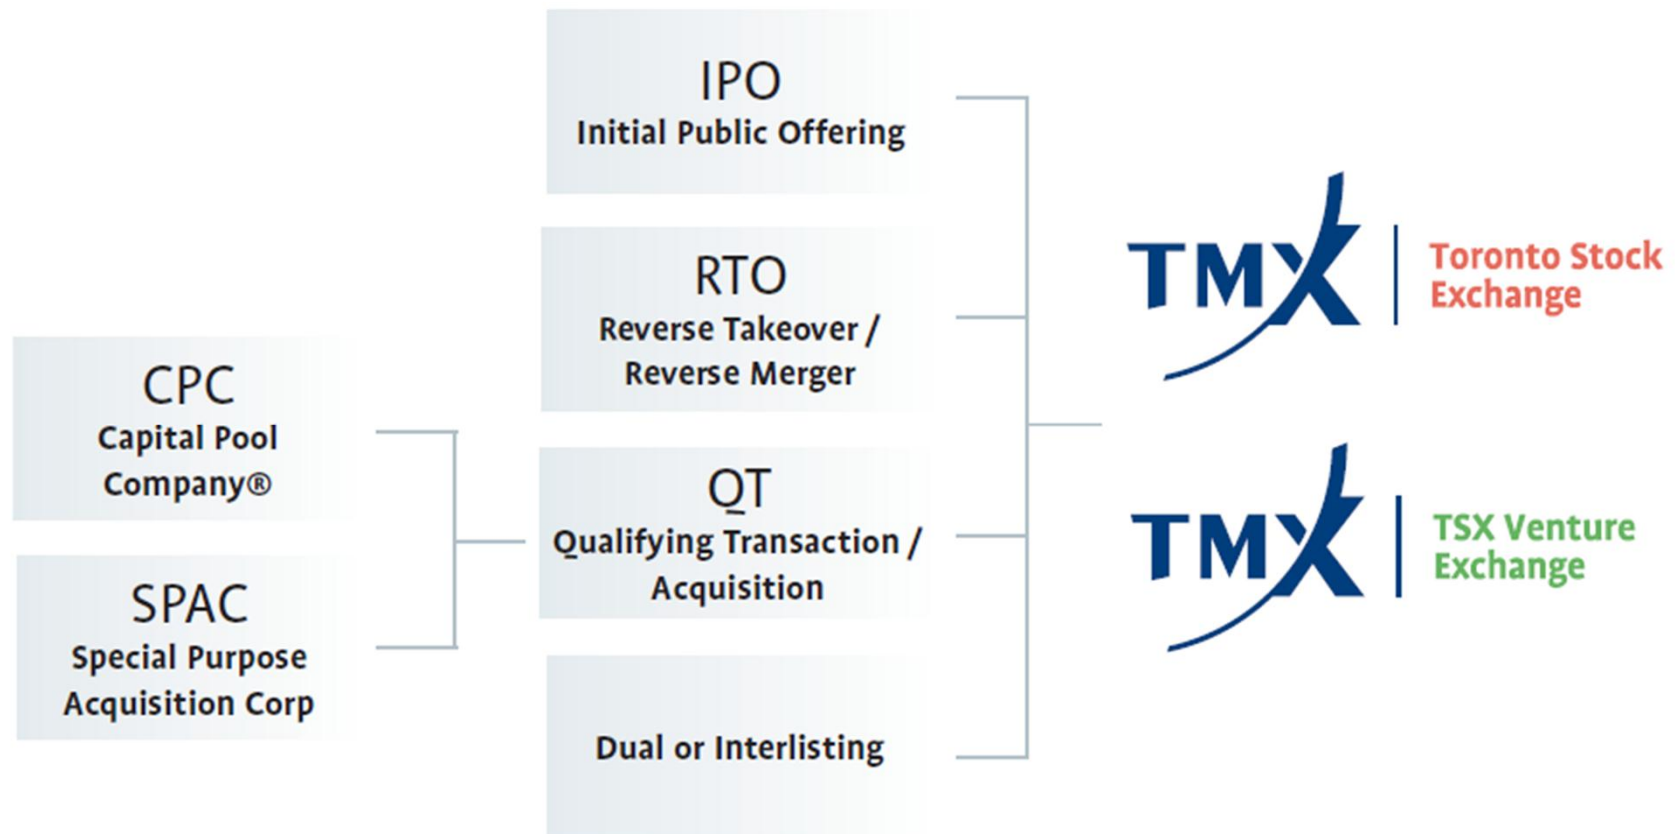 IPO
Initial Public Offering
RTO
Reverse Takeover /
Reverse Merger
CPC
Capital Pool
Company®
SPAC
Special Purpose
Acquisition Corp
QT
Qualifying Transaction /
Acquisition
Dual or Interlisting
TMX
Toronto Stock
Exchange
TMX
TSX Venture
Exchange